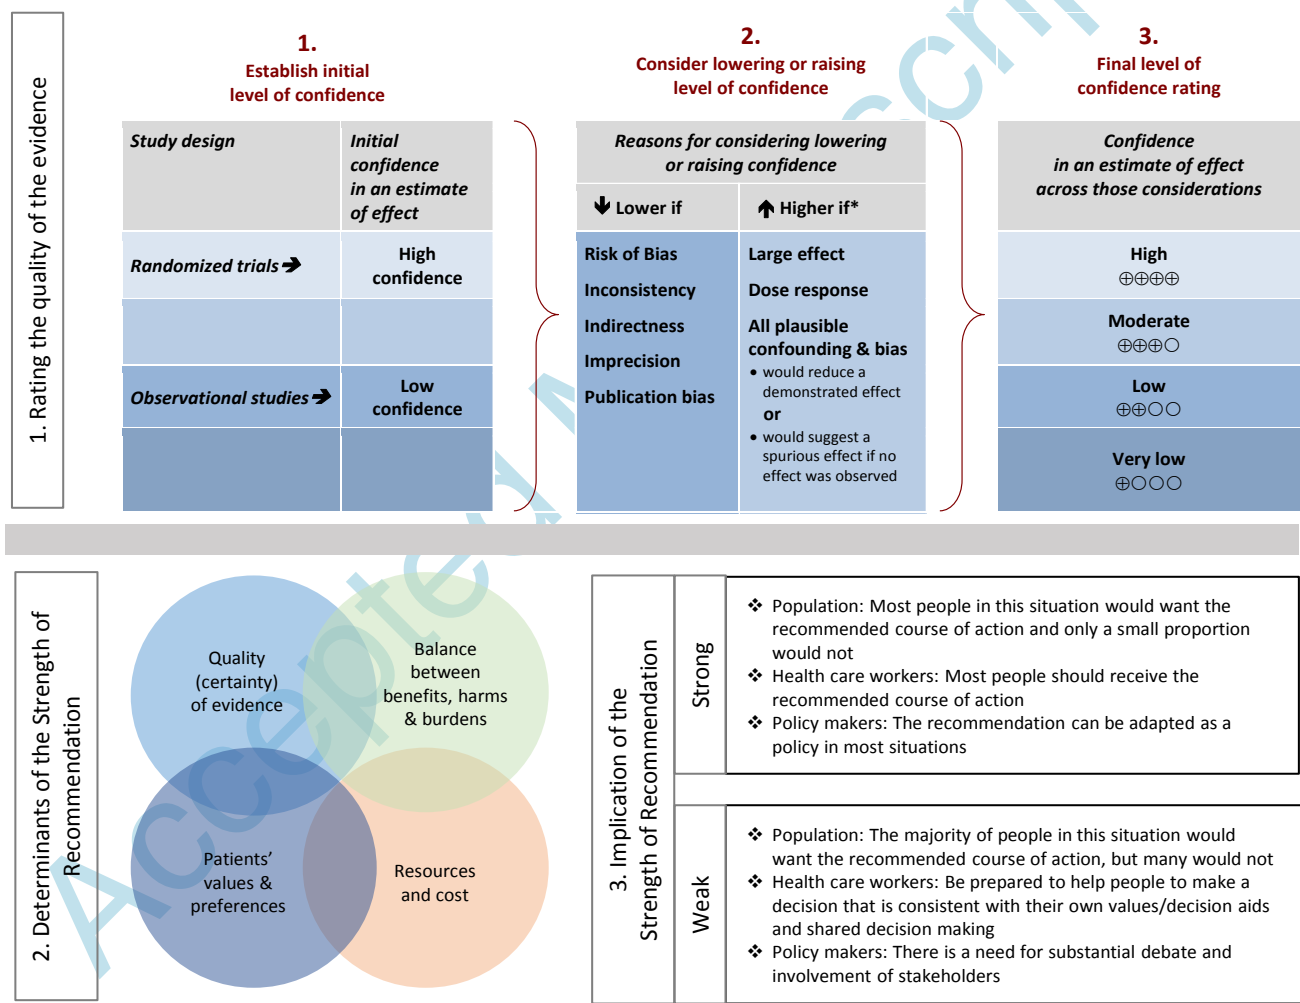 1. Rating the quality of the evidence
1.
Establish initial
level of confidence
Study design
Initial
confidence
in an estimate
of effect
Randomized trials➔
High
confidence
Observational studies➔
Low
confidence
2.
Consider lowering or raising
level of confidence
Reasons for considering lowering
or raising confidence
🡻 Lower if
🡹 Higher if*
Risk of Bias
Inconsistency
Indirectness
Imprecision
Publication bias
Large effect
Dose response
All plausible
confounding & bias
• would reduce a
demonstrated effect
or
• would suggest a
spurious effect if no
effect was observed
3.
Final level of
confidence rating
Confidence
in an estimate of effect
across those considerations
High
⊕⊕⊕⊕
Moderate
⊕⊕⊕○
Low
⊕⊕○○
Very low
⊕○○○
2. Determinants of the Strength of
Recommendation
Quality
(certainty)
of evidence
Balance
between
benefits, harms
& burdens
Patients’
values &
preferences
Resources
and cost
3. Implication of the
Strength of Recommendation
Strong
❖ Population: Most people in this situation would want the
recommended course of action and only a small proportion
would not
❖ Health care workers: Most people should receive the
recommended course of action
❖ Policy makers: The recommendation can be adapted as a
policy in most situations
Weak
❖ Population: The majority of people in this situation would
want the recommended course of action, but many would not
❖ Health care workers: Be prepared to help people to make a
decision that is consistent with their own values/decision aids
and shared decision making
❖ Policy makers: There is a need for substantial debate and
involvement of stakeholders
Accepted